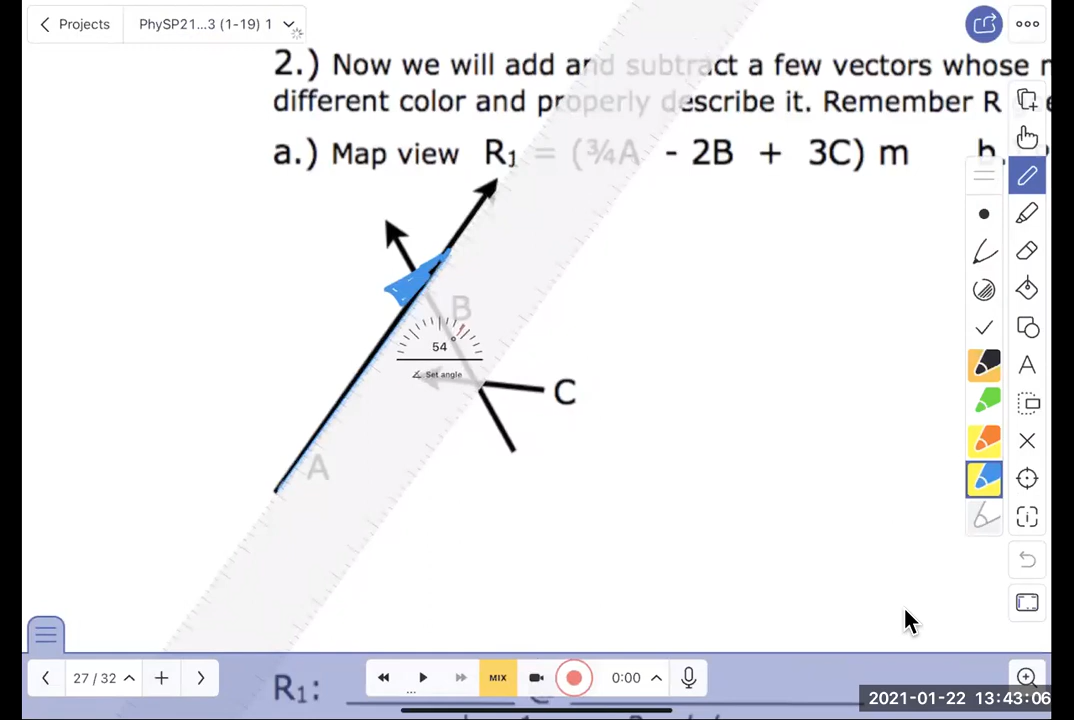 Projects
PhySP21...3 (1-19) 1
2.) Now we will add and subtract a few vectors whose
different color and properly describe it. Remember R
a.) Map view R1 = (¾A - 2B + 3C) m
b.
B
54°
Set angle
C
A
A
27 / 32
MIX
0:00
R1:
2021-01-22 13:43:06